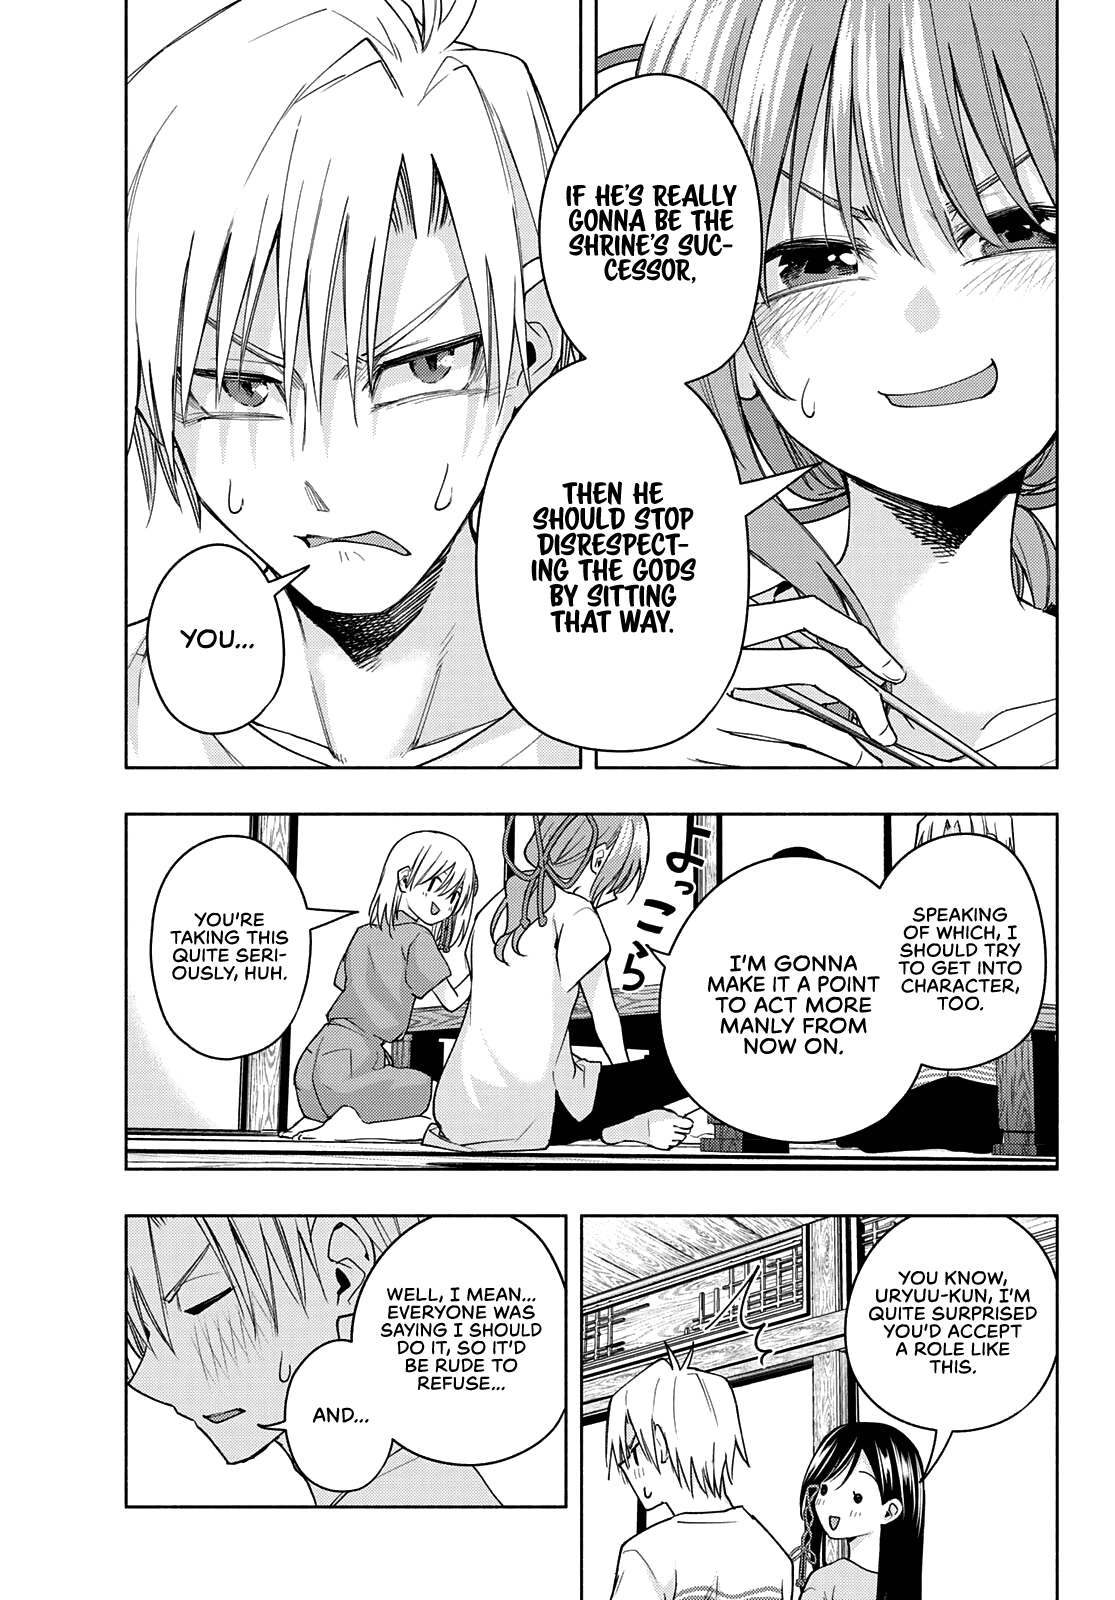 IF HE'S REALLY
GONNA BE THE
SHRINE'S SUC-
CESSOR,
THEN HE
SHOULD STOP
DISRESPECT-
ING THE GODS
BY SITTING
THAT WAY.
YOU...
SPEAKING
OF WHICH, I
SHOULD TRY
TO GET INTO
CHARACTER,
TOO.
I'M GONNA
MAKE IT A POINT
TO ACT MORE
MANLY FROM
NOW ON.
よっこら
YOU'RE
TAKING THIS
QUITE SERI-
OUSLY, HUH.
YOU KNOW,
URYUU-KUN, I'M
QUITE SURPRISED
YOU'D ACCEPT
A ROLE LIKE
THIS.
WELL, I MEAN...
EVERYONE WAS
SAYING I SHOULD
DO IT, SO IT'D
BE RUDE TO
REFUSE...
AND...